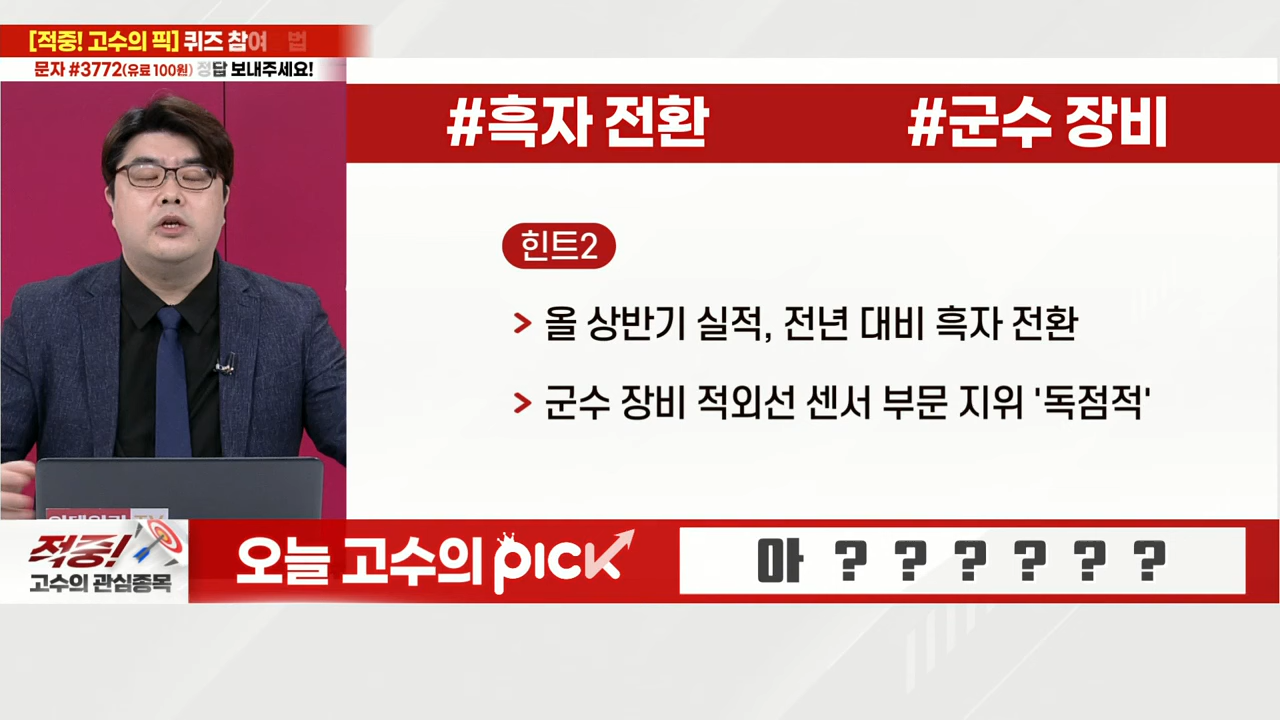 [적중! 고수의 픽] 퀴즈 참여 법
문자 #3772(유료 100원) 정답 보내주세요!
#흑자 전환 #군수 장비
힌트2
> 올 상반기 실적, 전년 대비 흑자 전환
> 군수 장비 적외선 센서 부문 지위 '독점적'
적중!
고수의 관심종목
오늘 고수의 PICK
아 ? ? ? ? ? ?